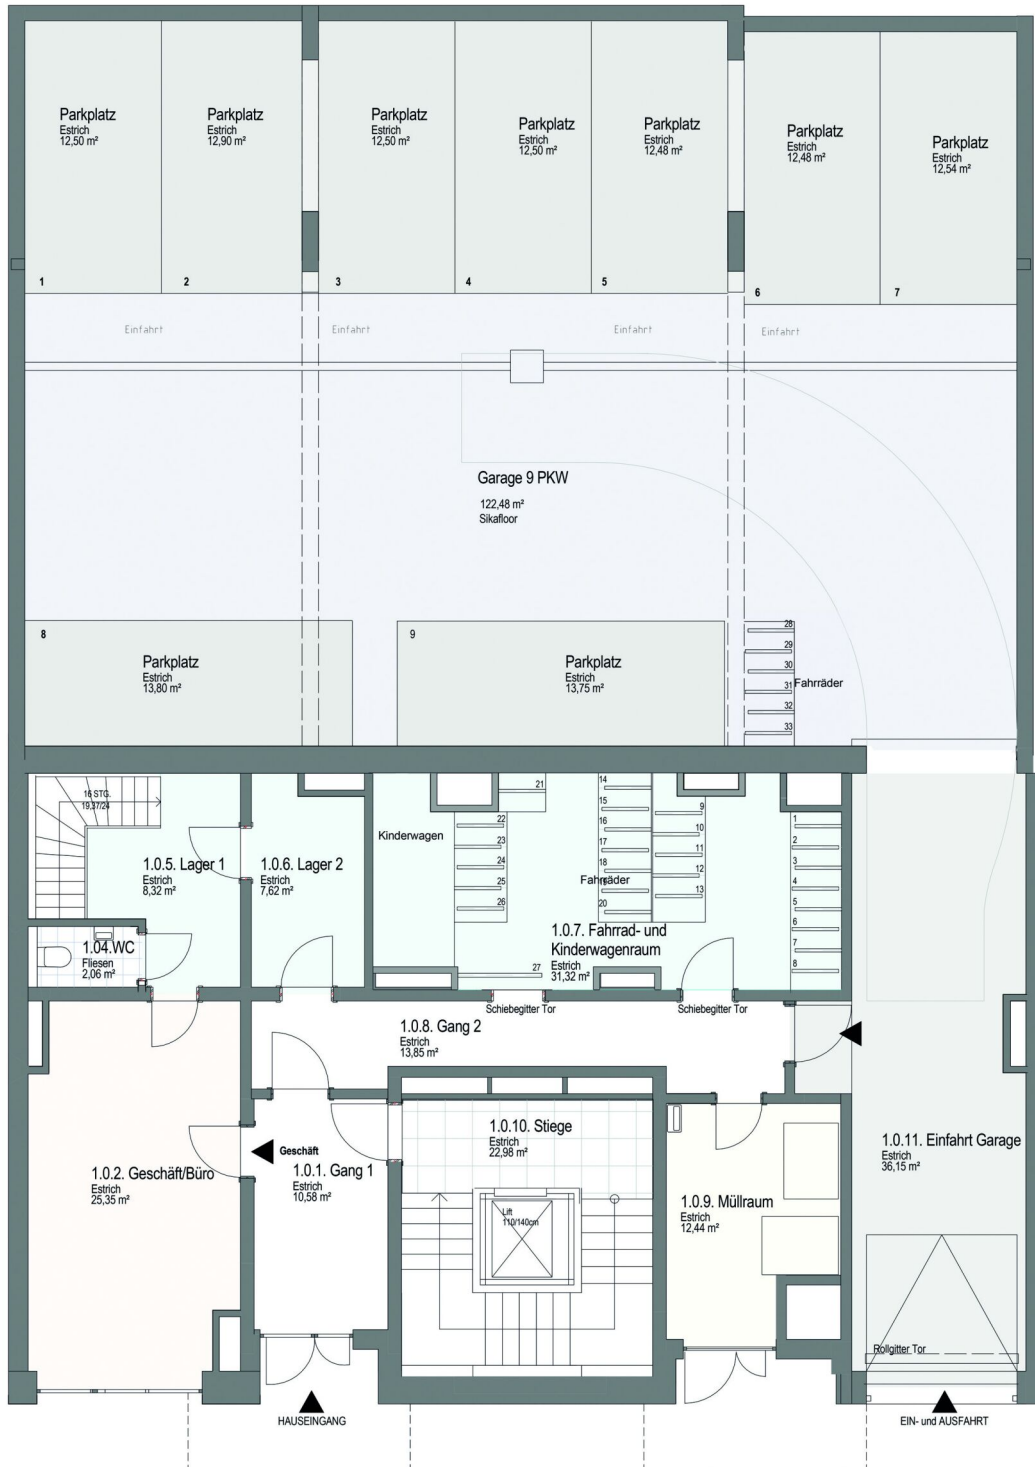 Parkplatz
Estrich
12,50 m²
Parkplatz
Estrich
12,90 m²
Parkplatz
Estrich
12,50 m²
Parkplatz
Estrich
12,50 m²
Parkplatz
Estrich
12,48 m²
Parkplatz
Estrich
12,48 m²
Parkplatz
Estrich
12,54 m²
1
2
3
4
5
6
7
Einfahrt
Einfahrt
Einfahrt
Einfahrt
Garage 9 PKW
122,48 m²
Sikafloor
8
Parkplatz
Estrich
13,80 m²
9
Parkplatz
Estrich
13,75 m²
28
29
30
31
32
33
Fahrräder
16 STG.
19,37/24
1.0.5. Lager 1
Estrich
8,32 m²
1.0.6. Lager 2
Estrich
7,62 m²
Kinderwagen
21
22
23
24
25
26
27
14
15
16
17
18
19
20
Fahrräder
9
10
11
12
13
1
2
3
4
5
6
7
8
1.0.7. Fahrrad- und
Kinderwagenraum
Estrich
31,32 m²
1.04.WC
Fliesen
2,06 m²
Schiebegitter Tor
Schiebegitter Tor
1.0.8. Gang 2
Estrich
13,85 m²
1.0.2. Geschäft/Büro
Estrich
25,35 m²
Geschäft
1.0.1. Gang 1
Estrich
10,58 m²
1.0.10. Stiege
Estrich
22,98 m²
Lift
110/140cm
1.0.9. Müllraum
Estrich
12,44 m²
1.0.11. Einfahrt Garage
Estrich
36,15 m²
Rollgitter Tor
HAUSEINGANG
EIN- und AUSFAHRT